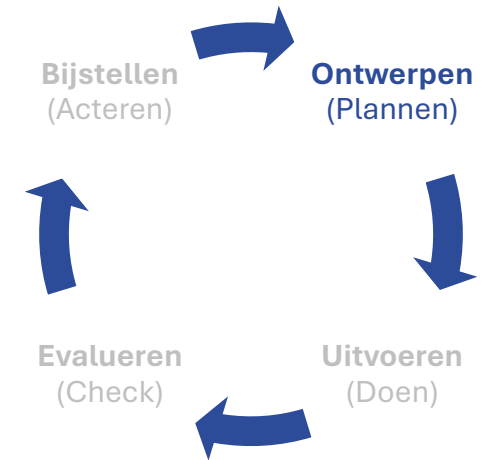 Bijstellen
(Acteren)
Ontwerpen
(Plannen)
Evalueren
(Check)
Uitvoeren
(Doen)